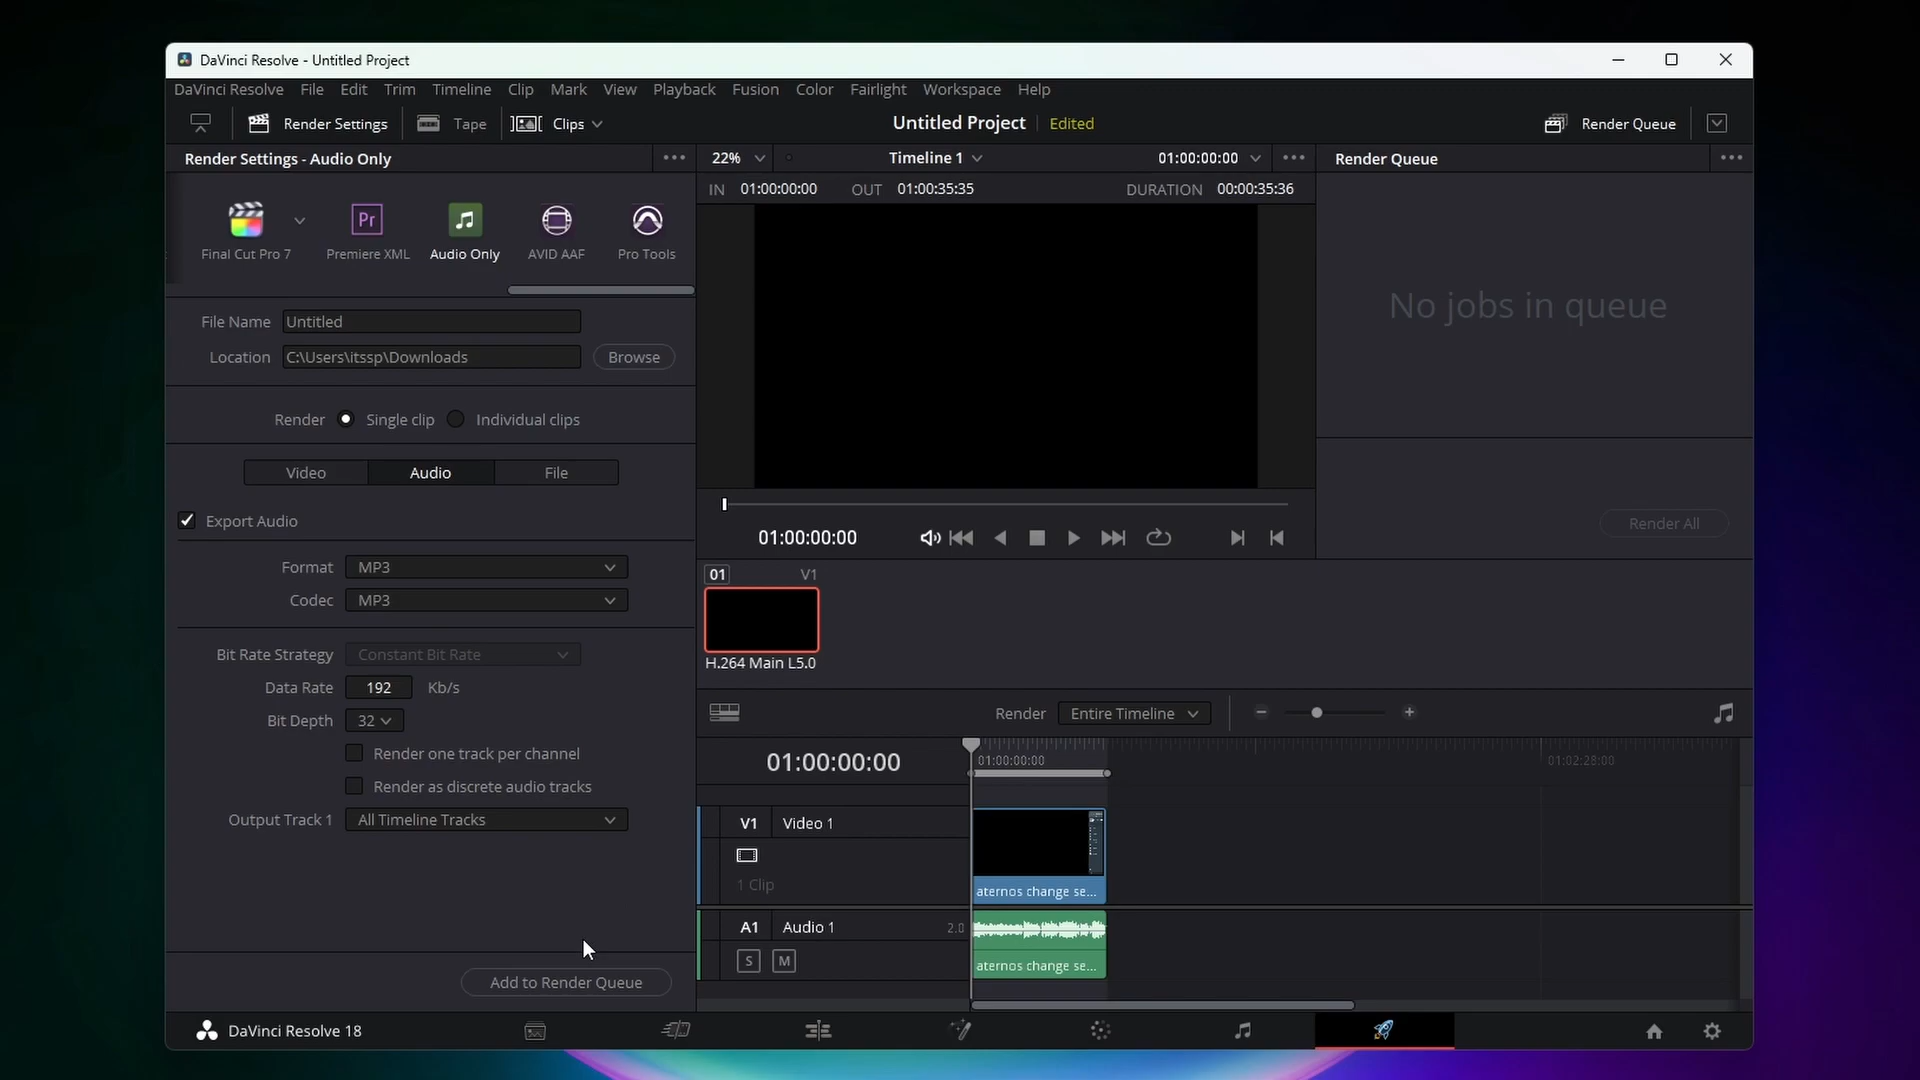 DaVinci Resolve - Untitled Project
DaVinci Resolve File Edit Trim Timeline Clip Mark View Playback Fusion Color Fairlight Workspace Help
Render Settings Tape Clips Untitled Project Edited Render Queue
Render Settings - Audio Only 22% Timeline 1 01:00:00:00 Render Queue
IN 01:00:00:00 OUT 01:00:35:35 DURATION 00:00:35:36
Pr
Final Cut Pro 7 Premiere XML Audio Only AVID AAF Pro Tools
No jobs in queue
File Name Untitled
Location C:\Users\itssp\Downloads Browse
Render Single clip Individual clips
Video Audio File
Export Audio
Render All
01:00:00:00
Format MP3
01 V1
Codec MP3
H.264 Main L5.0
Bit Rate Strategy Constant Bit Rate
Data Rate 192 Kb/s
Bit Depth 32
Render Entire Timeline
Render one track per channel
01:00:00:00 01:00:00:00 01:02:28:00
Render as discrete audio tracks
Output Track 1 All Timeline Tracks
V1 Video 1
1 Clip
aternos change se...
A1 Audio 1 2.0
S M
aternos change se...
Add to Render Queue
DaVinci Resolve 18